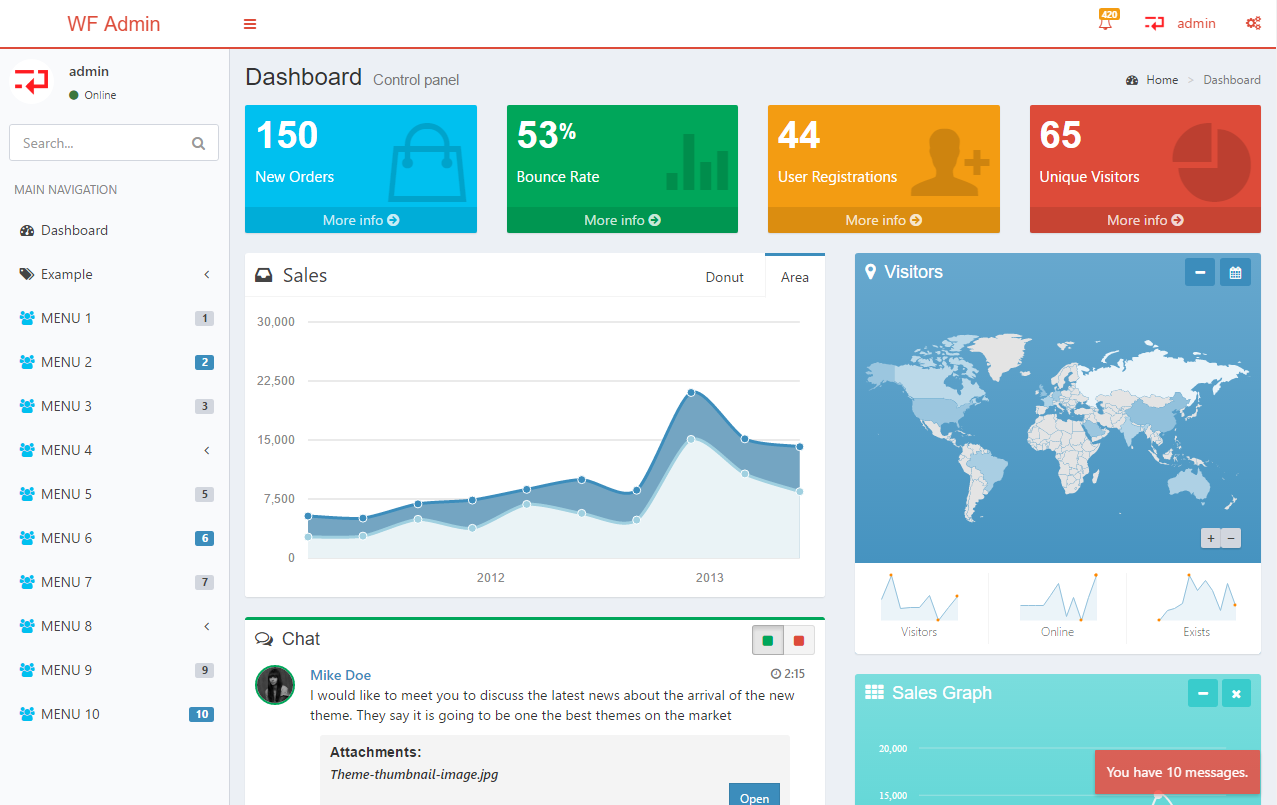 WF Admin
420
admin
admin
Online
Search...
MAIN NAVIGATION
Dashboard
Example
MENU 1
1
MENU 2
2
MENU 3
3
MENU 4
MENU 5
5
MENU 6
6
MENU 7
7
MENU 8
MENU 9
9
MENU 10
10
Dashboard Control panel
Home > Dashboard
150
New Orders
More info
53%
Bounce Rate
More info
44
User Registrations
More info
65
Unique Visitors
More info
Sales
Donut
Area
30,000
22,500
15,000
7,500
0
2012
2013
Visitors
+
−
Visitors
Online
Exists
Chat
Mike Doe
2:15
I would like to meet you to discuss the latest news about the arrival of the new
theme. They say it is going to be one the best themes on the market
Attachments:
Theme-thumbnail-image.jpg
Open
Sales Graph
20,000
15,000
You have 10 messages.